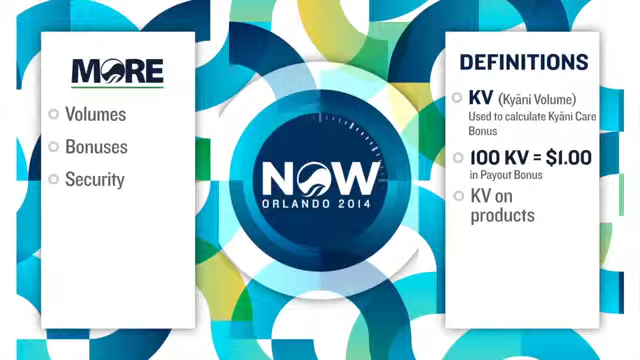 MORE
Volumes
Bonuses
Security
NOW
ORLANDO 2014
DEFINITIONS
KV (Kyäni Volume)
Used to calculate Kyäni Care
Bonus
100 KV = $1.00
in Payout Bonus
KV on
products